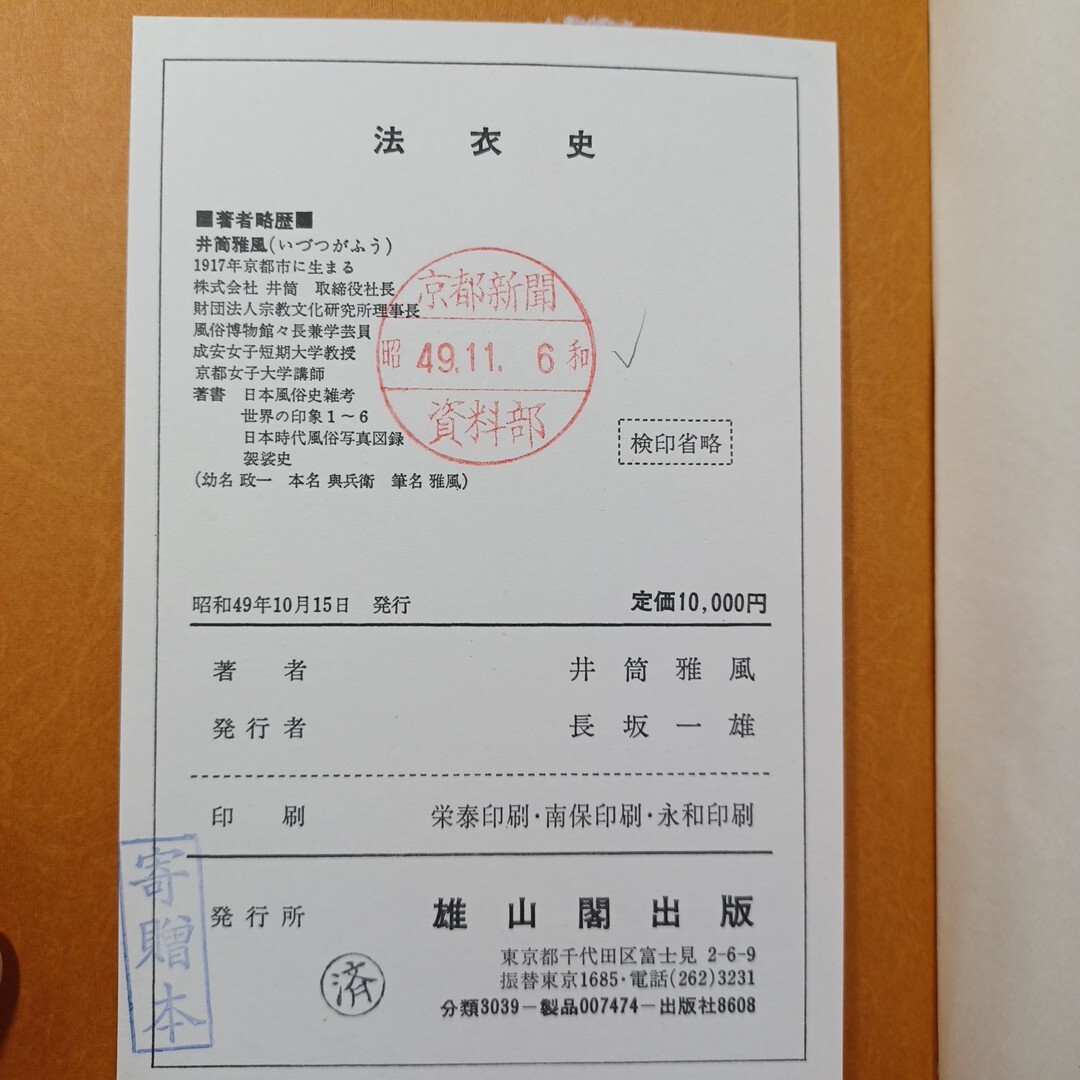 法衣史
■著者略歴■
井筒雅風(いづつがふう)
1917年京都市に生まる
株式会社 井筒 取締役社長
財団法人宗教文化研究所理事長
風俗博物館々長兼学芸員
成安女子短期大学教授
京都女子大学講師
著書 日本風俗史雑考
世界の印象1～6
日本時代風俗写真図録
袈裟史
(幼名 政一 本名 與兵衛 筆名 雅風)
京都新聞
昭 49.11. 6 和
資料部
検印省略
昭和49年10月15日 発行 定価10,000円
著者 井筒雅風
発行者 長坂一雄
印刷 栄泰印刷・南保印刷・永和印刷
発行所 雄山閣出版
東京都千代田区富士見 2-6-9
振替東京1685・電話(262)3231
分類3039－製品007474－出版社8608
済
寄贈本